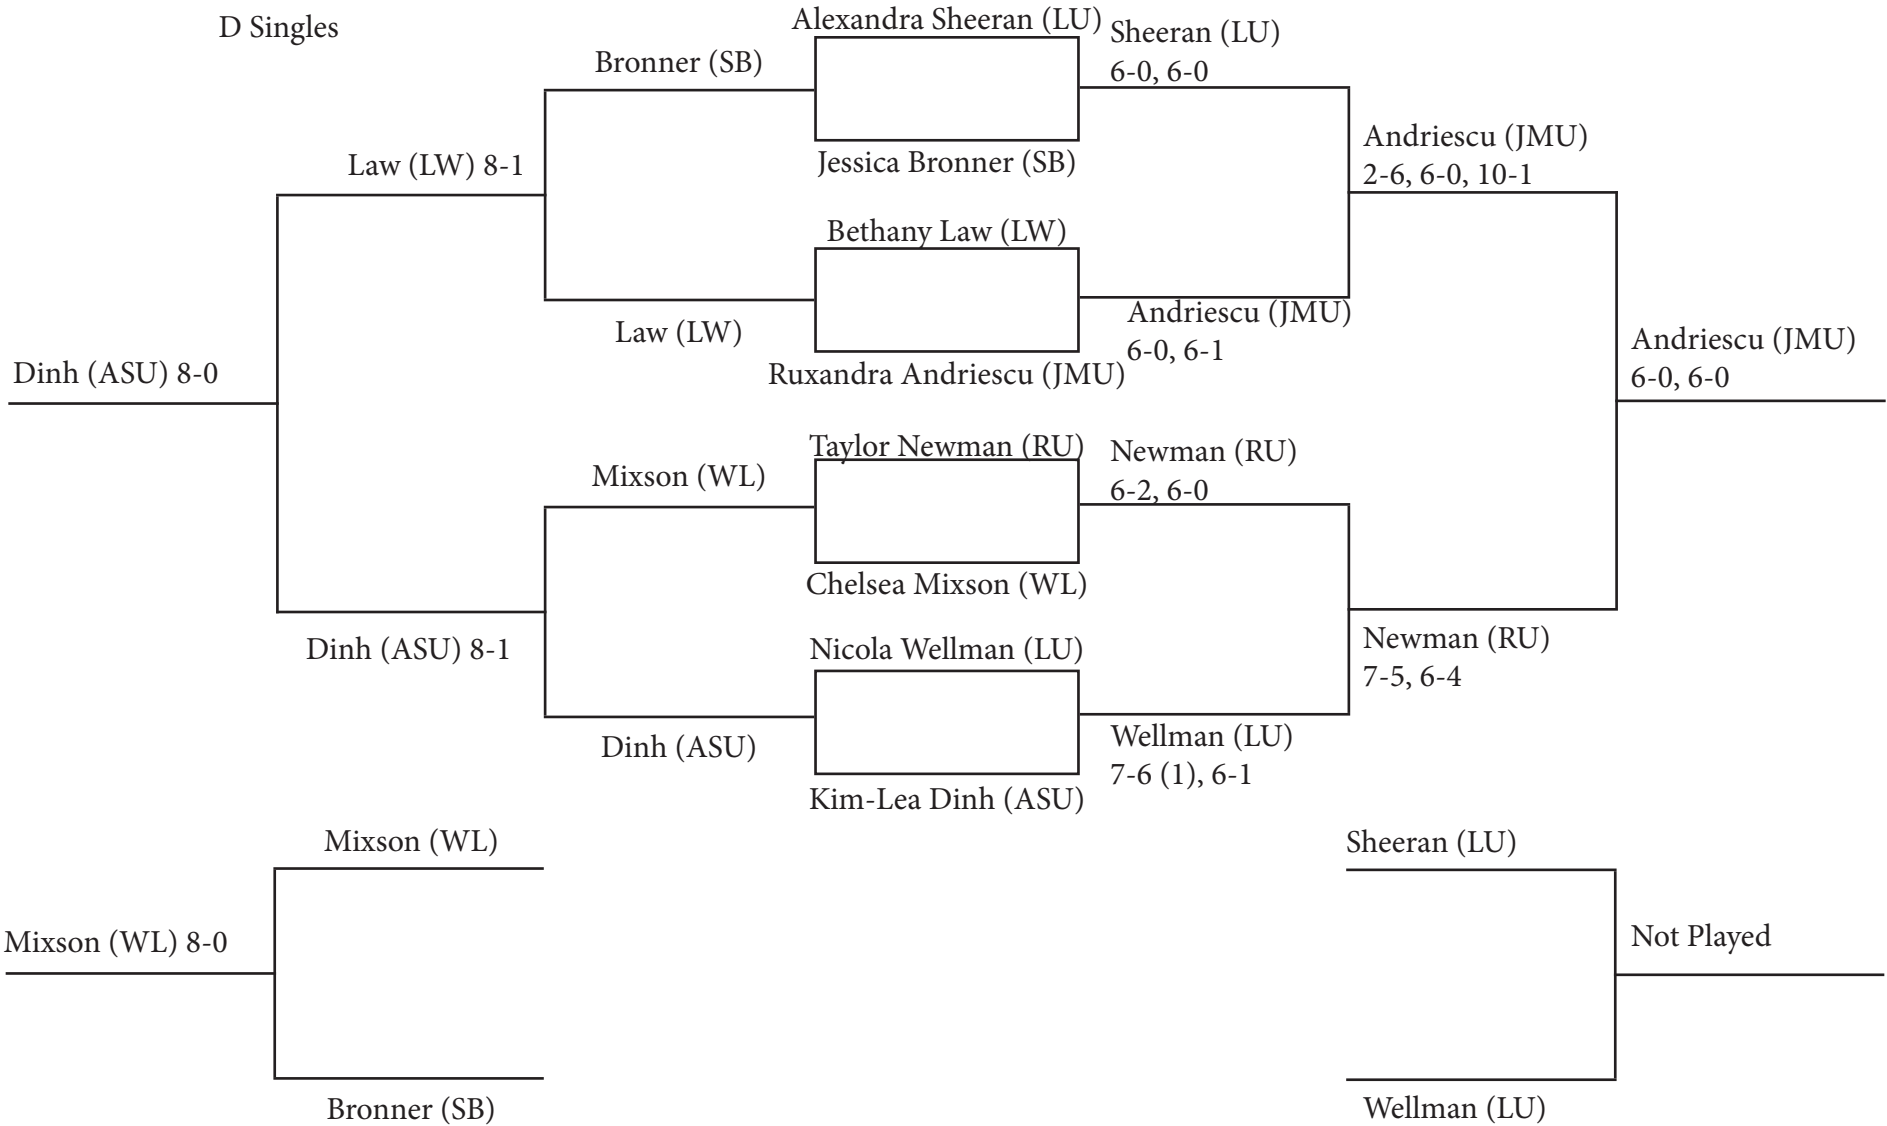 D Singles
Alexandra Sheeran (LU)
Sheeran (LU)
6-0, 6-0
Bronner (SB)
Jessica Bronner (SB)
Andriescu (JMU)
2-6, 6-0, 10-1
Law (LW) 8-1
Bethany Law (LW)
Law (LW)
Ruxandra Andriescu (JMU)
Andriescu (JMU)
6-0, 6-1
Dinh (ASU) 8-0
Andriescu (JMU)
6-0, 6-0
Taylor Newman (RU)
Newman (RU)
6-2, 6-0
Mixson (WL)
Chelsea Mixson (WL)
Dinh (ASU) 8-1
Nicola Wellman (LU)
Newman (RU)
7-5, 6-4
Dinh (ASU)
Kim-Lea Dinh (ASU)
Wellman (LU)
7-6 (1), 6-1
Mixson (WL)
Mixson (WL) 8-0
Bronner (SB)
Sheeran (LU)
Not Played
Wellman (LU)